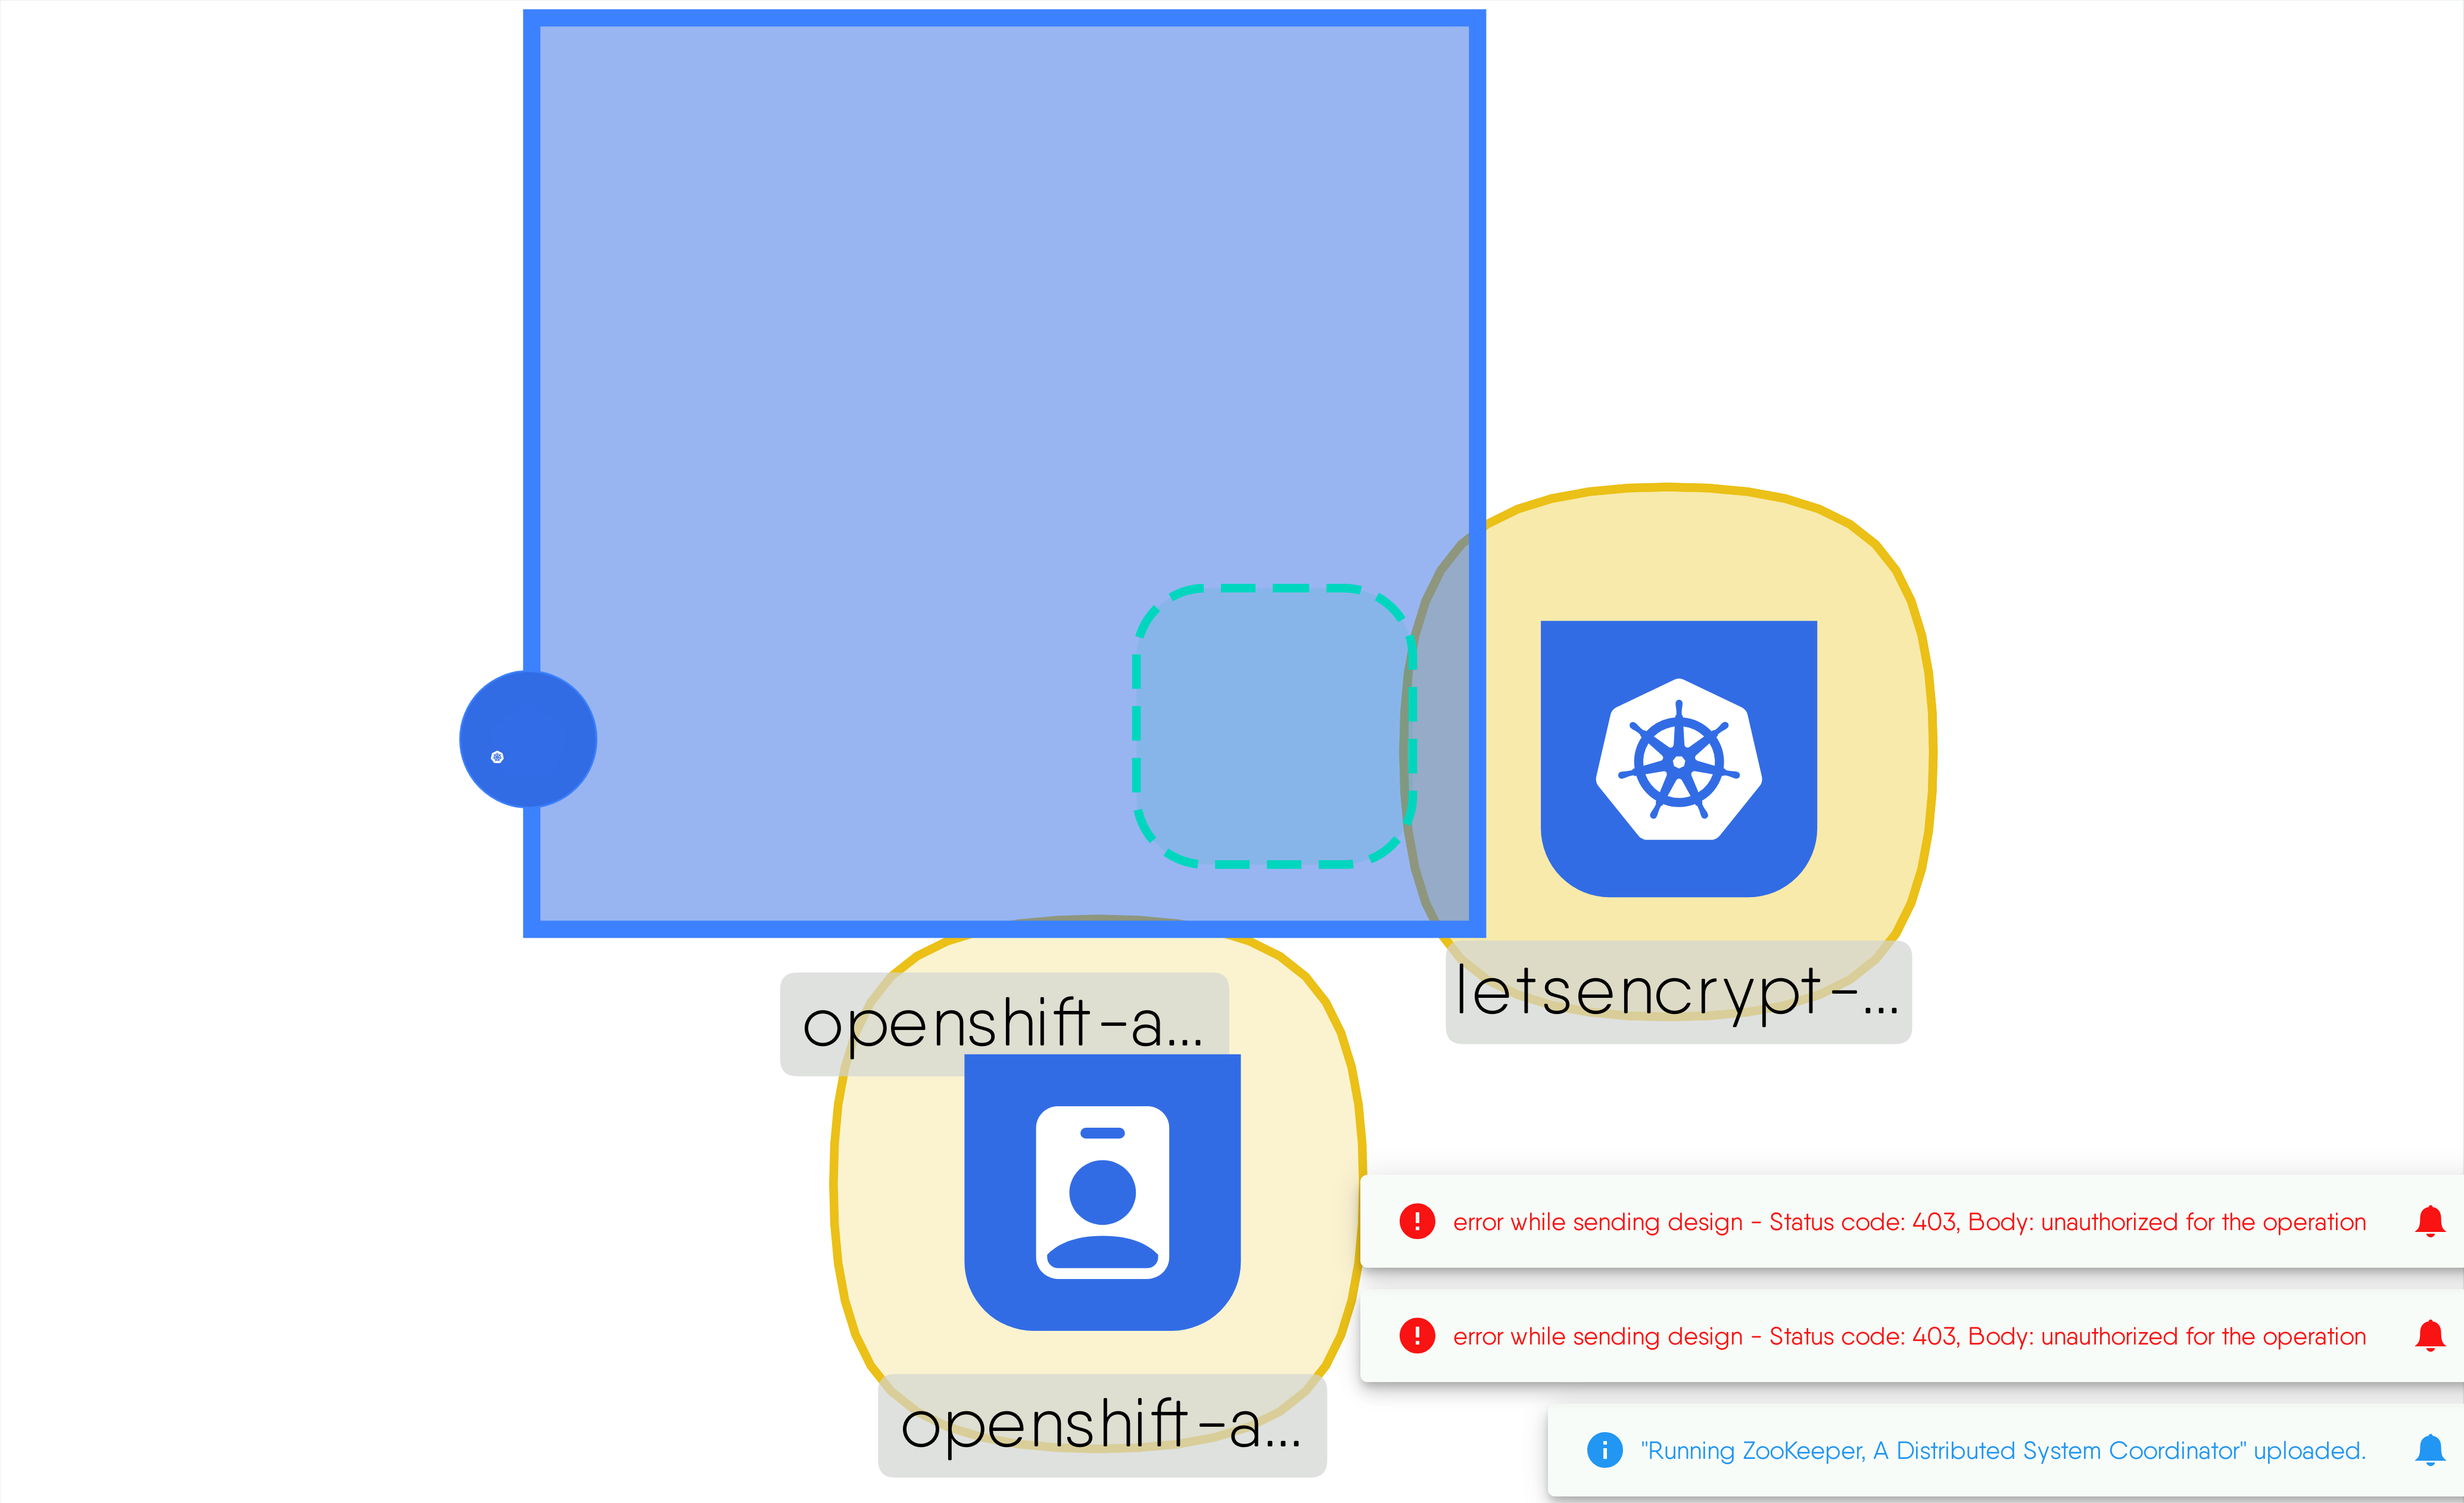 openshift-a...
letsencrypt-...
openshift-a...
error while sending design - Status code: 403, Body: unauthorized for the operation
error while sending design - Status code: 403, Body: unauthorized for the operation
"Running ZooKeeper, A Distributed System Coordinator" uploaded.